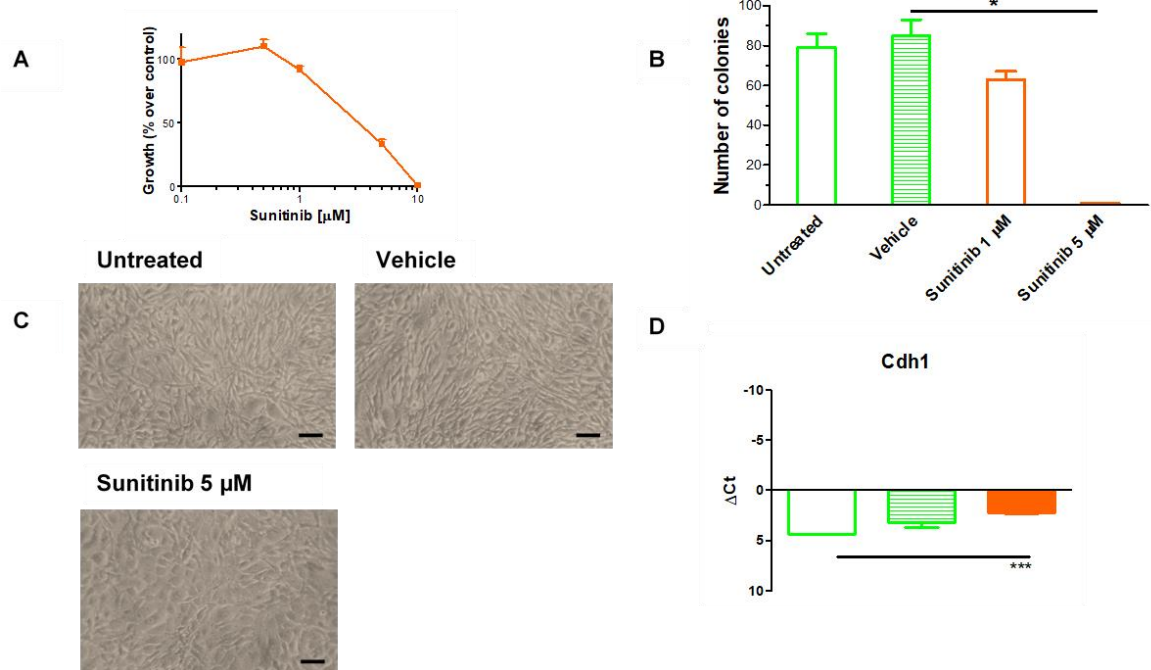 A
Growth (% over control)
100
50
0
0.1
1
10
Sunitinib [µM]
B
Number of colonies
100
80
60
40
20
0
*
Untreated
Vehicle
Sunitinib 1 µM
Sunitinib 5 µM
C
Untreated
Vehicle
Sunitinib 5 µM
D
Cdh1
ΔCt
-10
-5
0
5
10
***